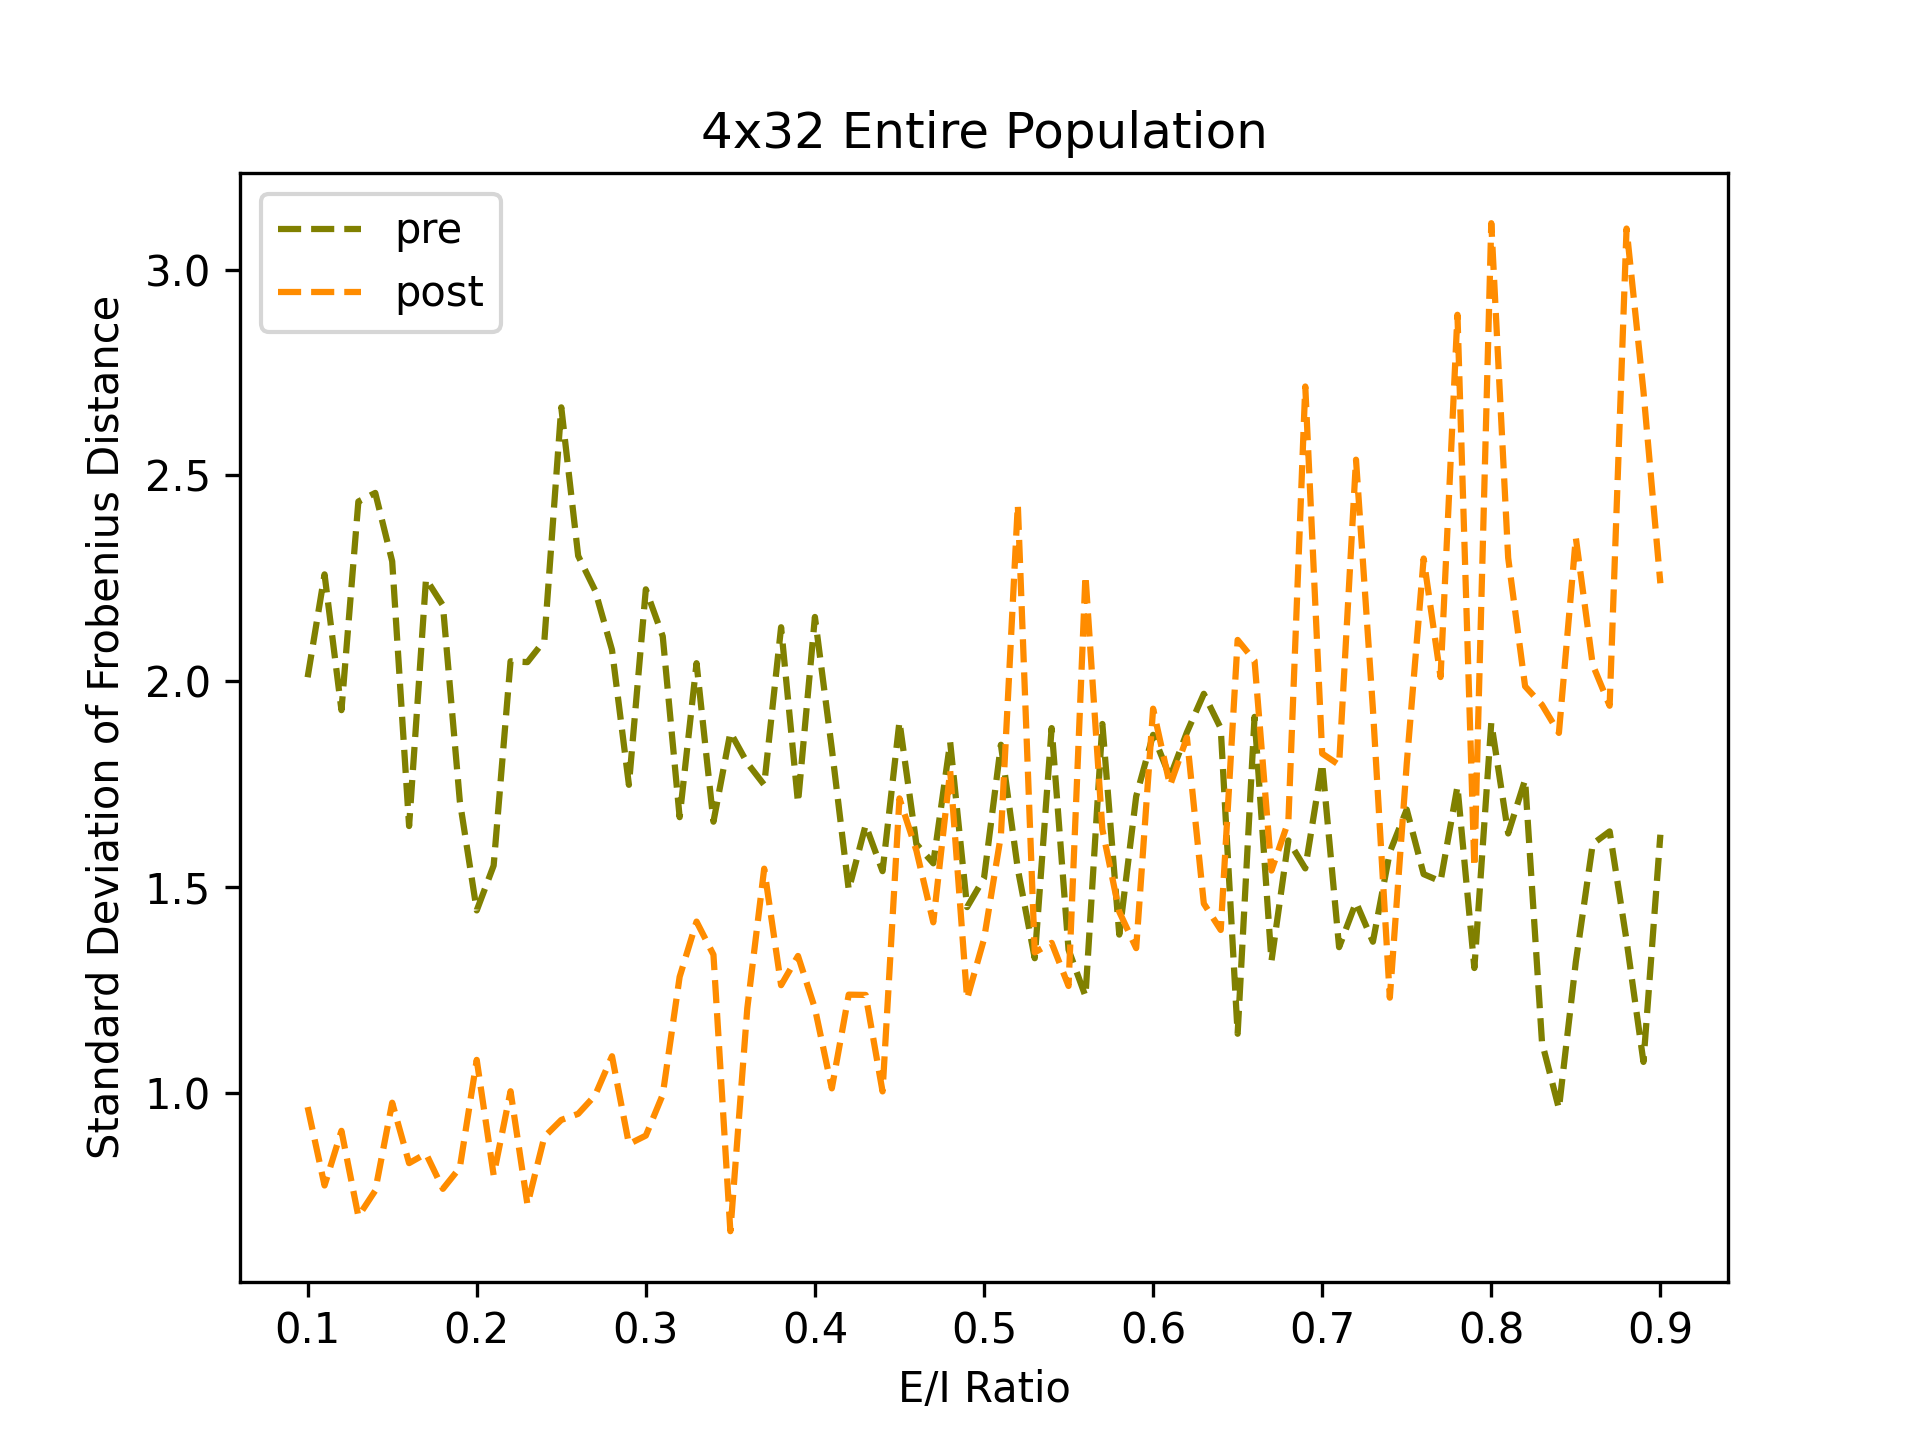 4x32 Entire Population
pre
post
Standard Deviation of Frobenius Distance
3.0
2.5
2.0
1.5
1.0
0.1 0.2 0.3 0.4 0.5 0.6 0.7 0.8 0.9
E/I Ratio